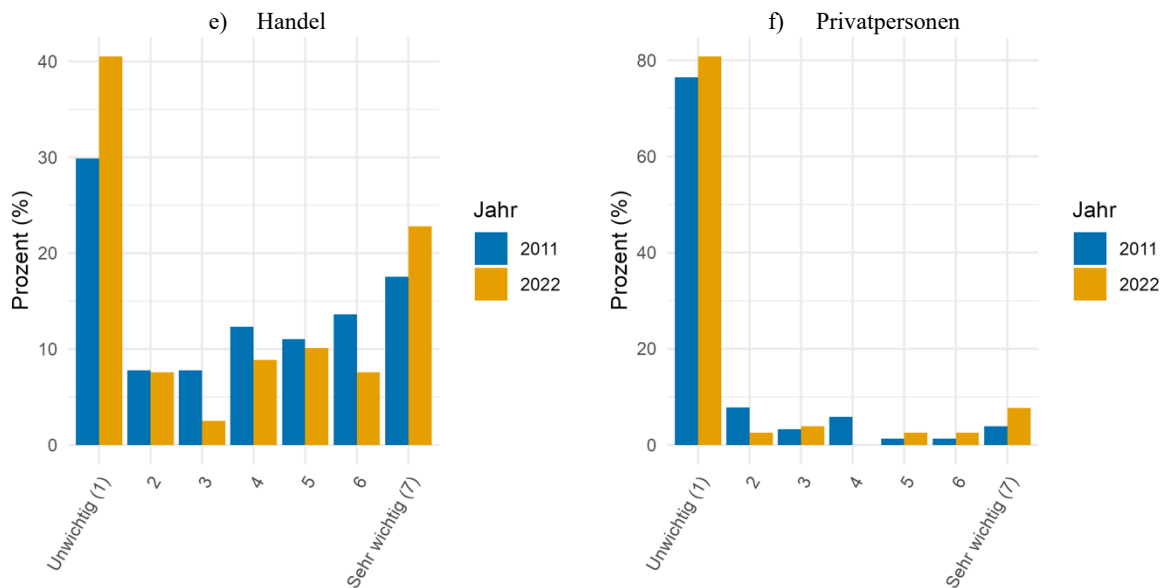 e) Handel
Prozent (%)
40
30
20
10
0
Unwichtig (1)
2
3
4
5
6
Sehr wichtig (7)
Jahr
2011
2022
f) Privatpersonen
Prozent (%)
80
60
40
20
0
Unwichtig (1)
2
3
4
5
6
Sehr wichtig (7)
Jahr
2011
2022